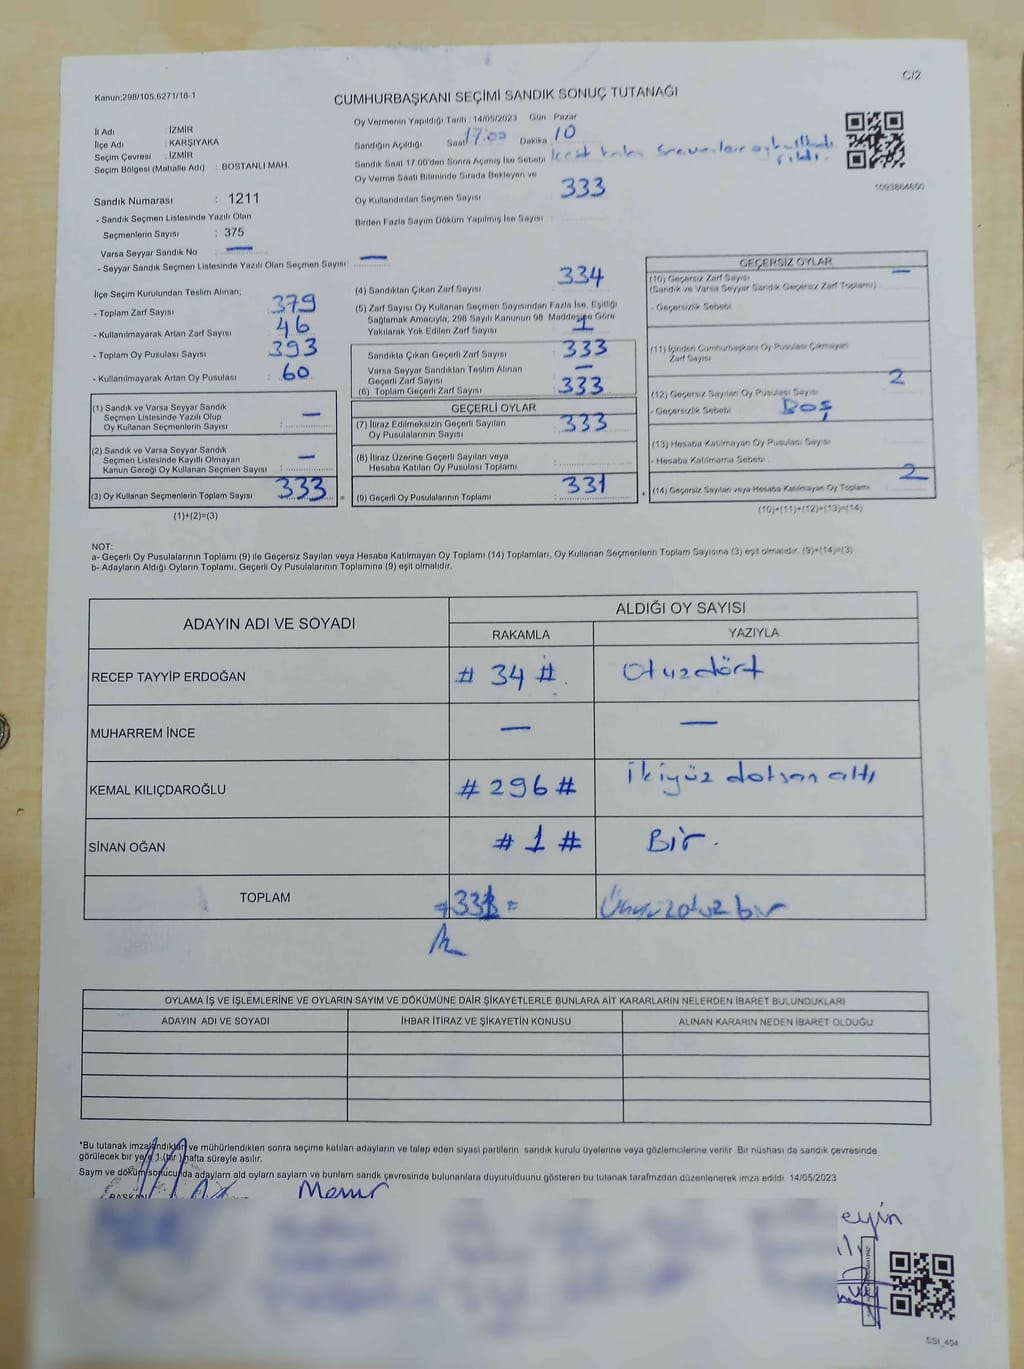 C/2
Kanun;298/105,6271/18-1
CUMHURBAŞKANI SEÇİMİ SANDIK SONUÇ TUTANAĞI
İl Adı : İZMİR
İlçe Adı : KARŞIYAKA
Seçim Çevresi : İZMİR
Seçim Bölgesi (Mahalle Adı) : BOSTANLI MAH.
Sandık Numarası : 1211
- Sandık Seçmen Listesinde Yazılı Olan
Seçmenlerin Sayısı : 375
Varsa Seyyar Sandık No : —
- Seyyar Sandık Seçmen Listesinde Yazılı Olan Seçmen Sayısı: —
Oy Vermenin Yapıldığı Tarih : 14/05/2023 Gün : Pazar
Sandığın Açıldığı Saat 17:00 Dakika 10
Sandık Saat 17.00'den Sonra Açımış İse Sebebi
Oy Verme Saati Bitiminde Sırada Bekleyen ve
Oy Kullandırılan Seçmen Sayısı 333
Birden Fazla Sayım Döküm Yapılmış İse Sayısı :
1093864650
İlçe Seçim Kurulundan Teslim Alınan;
- Toplam Zarf Sayısı : 379
- Kullanılmayarak Artan Zarf Sayısı : 46
- Toplam Oy Pusulası Sayısı : 393
- Kullanılmayarak Artan Oy Pusulası : 60
(1) Sandık ve Varsa Seyyar Sandık
Seçmen Listesinde Yazılı Olup
Oy Kullanan Seçmenlerin Sayısı : —
(2) Sandık ve Varsa Seyyar Sandık
Seçmen Listesinde Kayıtlı Olmayan
Kanun Gereği Oy Kullanan Seçmen Sayısı : —
(3) Oy Kullanan Seçmenlerin Toplam Sayısı 333 =
(1)+(2)=(3)
(4) Sandıktan Çıkan Zarf Sayısı 334
(5) Zarf Sayısı Oy Kullanan Seçmen Sayısından Fazla İse, Eşitliği
Sağlamak Amacıyla; 298 Sayılı Kanunun 98. Maddesine Göre
Yakılarak Yok Edilen Zarf Sayısı 1
Sandıkta Çıkan Geçerli Zarf Sayısı 333
Varsa Seyyar Sandıktan Teslim Alınan
Geçerli Zarf Sayısı —
(6) Toplam Geçerli Zarf Sayısı : 333
GEÇERLİ OYLAR
(7) İtiraz Edilmeksizin Geçerli Sayılan
Oy Pusulalarının Sayısı : 333
(8) İtiraz Üzerine Geçerli Sayılan veya
Hesaba Katılan Oy Pusulası Toplamı :
(9) Geçerli Oy Pusulalarının Toplamı : 331 +
GEÇERSİZ OYLAR
(10) Geçersiz Zarf Sayısı —
(Sandık ve Varsa Seyyar Sandık Geçersiz Zarf Toplamı)
- Geçersizlik Sebebi
(11) İçinden Cumhurbaşkanı Oy Pusulası Çıkmayan
Zarf Sayısı
(12) Geçersiz Sayılan Oy Pusulası Sayısı 2
- Geçersizlik Sebebi Boş
(13) Hesaba Katılmayan Oy Pusulası Sayısı
- Hesaba Katılmama Sebebi
(14) Geçersiz Sayılan veya Hesaba Katılmayan Oy Toplamı 2
(10)+(11)+(12)+(13)=(14)
NOT:
a- Geçerli Oy Pusulalarının Toplamı (9) ile Geçersiz Sayılan veya Hesaba Katılmayan Oy Toplamı (14) Toplamları, Oy Kullanan Seçmenlerin Toplam Sayısına (3) eşit olmalıdır. (9)+(14)=(3)
b- Adayların Aldığı Oyların Toplamı, Geçerli Oy Pusulalarının Toplamına (9) eşit olmalıdır.
ADAYIN ADI VE SOYADI
ALDIĞI OY SAYISI
RAKAMLA YAZIYLA
RECEP TAYYİP ERDOĞAN # 34 # Otuzdört
MUHARREM İNCE — —
KEMAL KILIÇDAROĞLU # 296 # ikiyüz doksan altı
SİNAN OĞAN # 1 # Bir.
TOPLAM =331= Üçyüzotuzbir
OYLAMA İŞ VE İŞLEMLERİNE VE OYLARIN SAYIM VE DÖKÜMÜNE DAİR ŞİKAYETLERLE BUNLARA AİT KARARLARIN NELERDEN İBARET BULUNDUKLARI
ADAYIN ADI VE SOYADI İHBAR İTİRAZ VE ŞİKAYETİN KONUSU ALINAN KARARIN NEDEN İBARET OLDUĞU
*Bu tutanak imzalandıktan ve mühürlendikten sonra seçime katılan adayların ve talep eden siyasi partilerin sandık kurulu üyelerine veya gözlemcilerine verilir. Bir nüshası da sandık çevresinde
görülecek bir yere 1 (bir) hafta süreyle asılır.
Sayım ve döküm sonucunda adayların aldı oyların sayların ve bunların sandık çevresinde bulunanlara duyurulduunu gösteren bu tutanak tarafmzdan düzenlenerek imza edildi. 14/05/2023
BAŞKAN
Memur
eyin
SSI_404